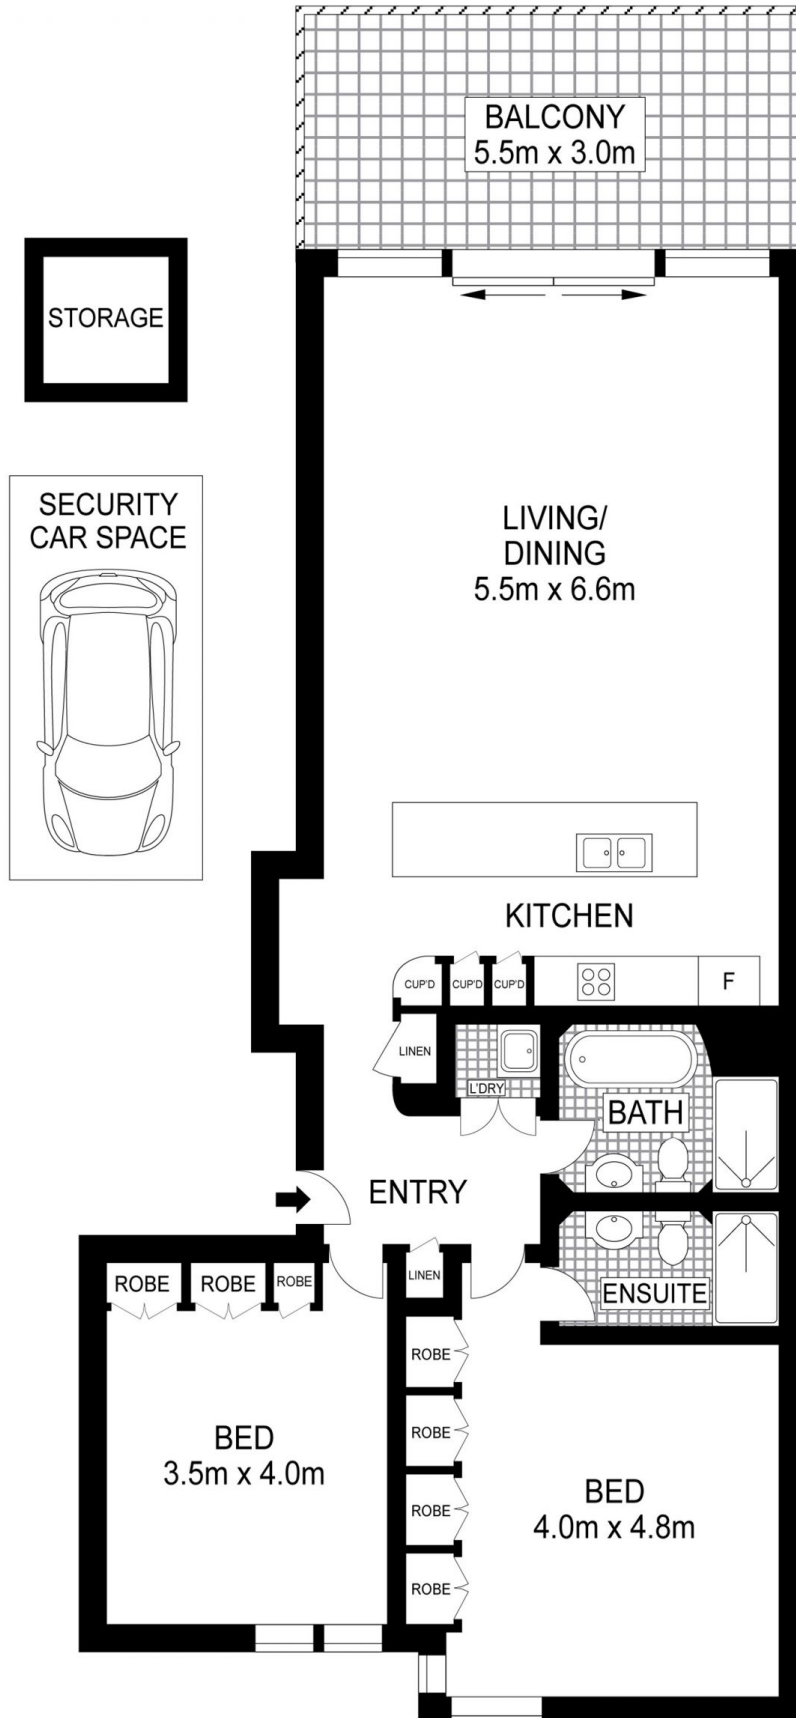 BALCONY
5.5m x 3.0m
STORAGE
SECURITY
CAR SPACE
LIVING/
DINING
5.5m x 6.6m
KITCHEN
CUP'D
CUP'D
CUP'D
F
LINEN
L'DRY
BATH
ENTRY
ROBE
ROBE
ROBE
LINEN
ENSUITE
ROBE
ROBE
ROBE
ROBE
BED
3.5m x 4.0m
BED
4.0m x 4.8m